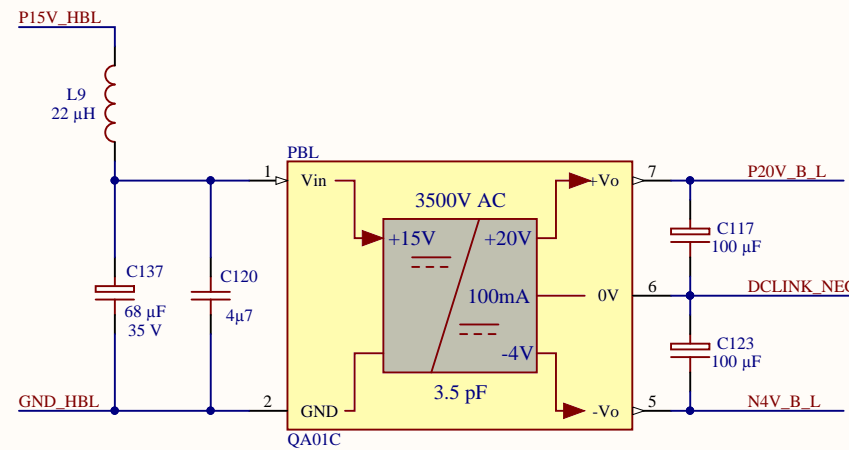 P15V_HBL
L9
22 µH
PBL
1
Vin
3500V AC
+Vo
7
P20V_B_L
+15V
+20V
C117
100 µF
C137
68 µF
35 V
C120
4µ7
100mA
0V
6
DCLINK_NEG
-4V
C123
100 µF
3.5 pF
GND_HBL
2
GND
-Vo
5
N4V_B_L
QA01C